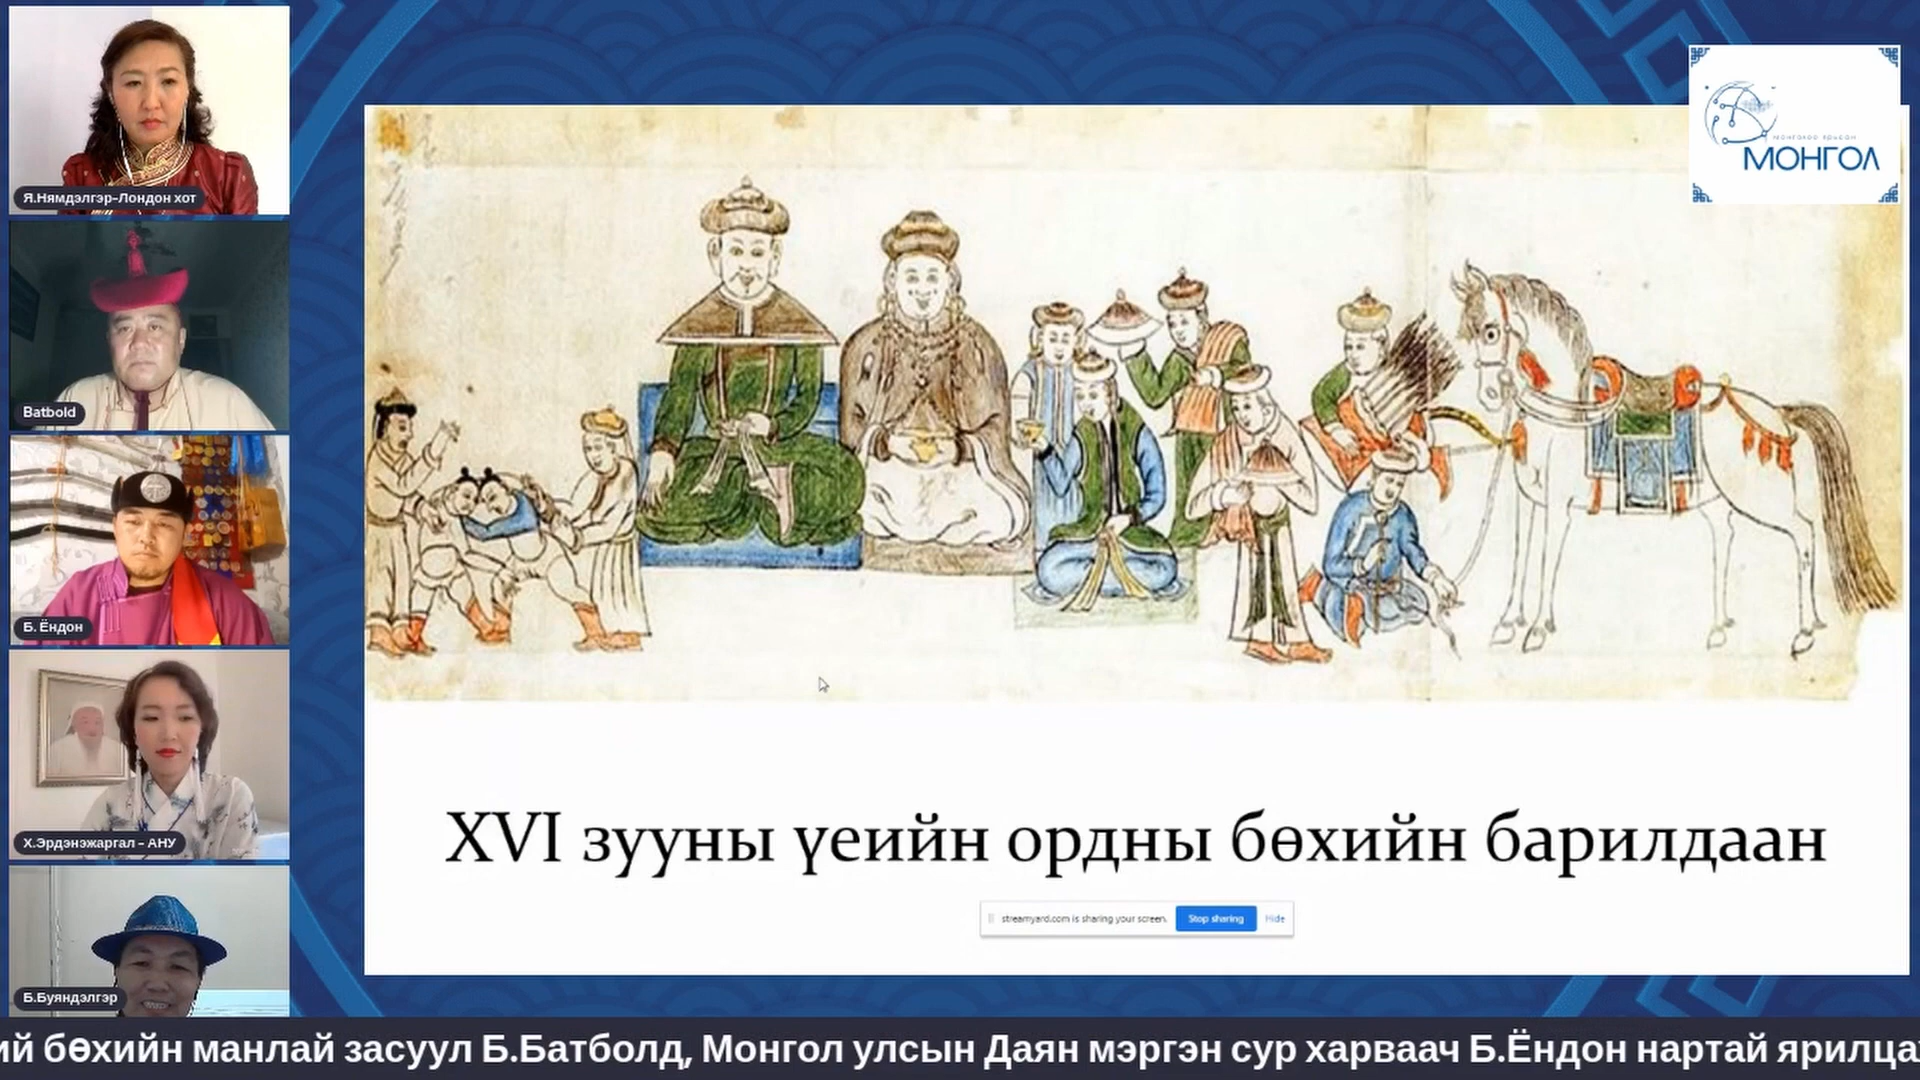 Я.Нямдэлгэр-Лондон хот
Batbold
Б. Ёндон
Х.Эрдэнэжаргал - АНУ
Б.Буяндэлгэр
МОНГОЛ
XVI зууны үеийн ордны бөхийн барилдаан
streamyard.com is sharing your screen.
Stop sharing
Hide
ий бөхийн манлай засуул Б.Батболд, Монгол улсын Даян мэргэн сур харваач Б.Ёндон нартай ярилца